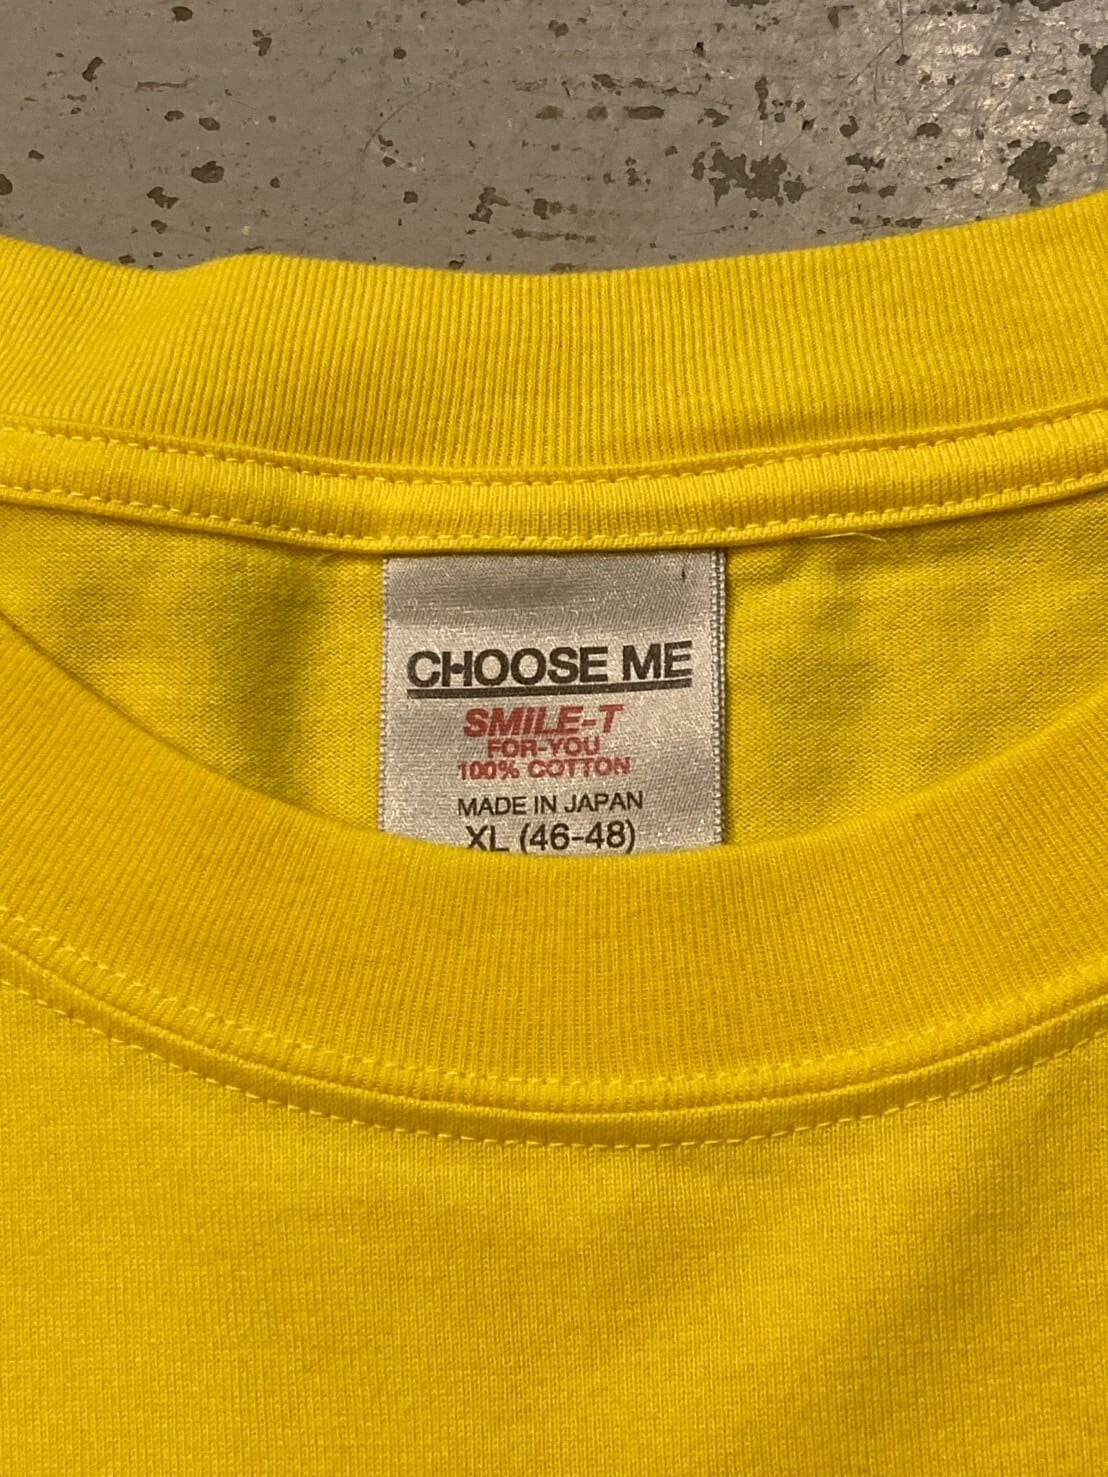 CHOOSE ME
SMILE-T
FOR-YOU
100% COTTON
MADE IN JAPAN
XL (46-48)